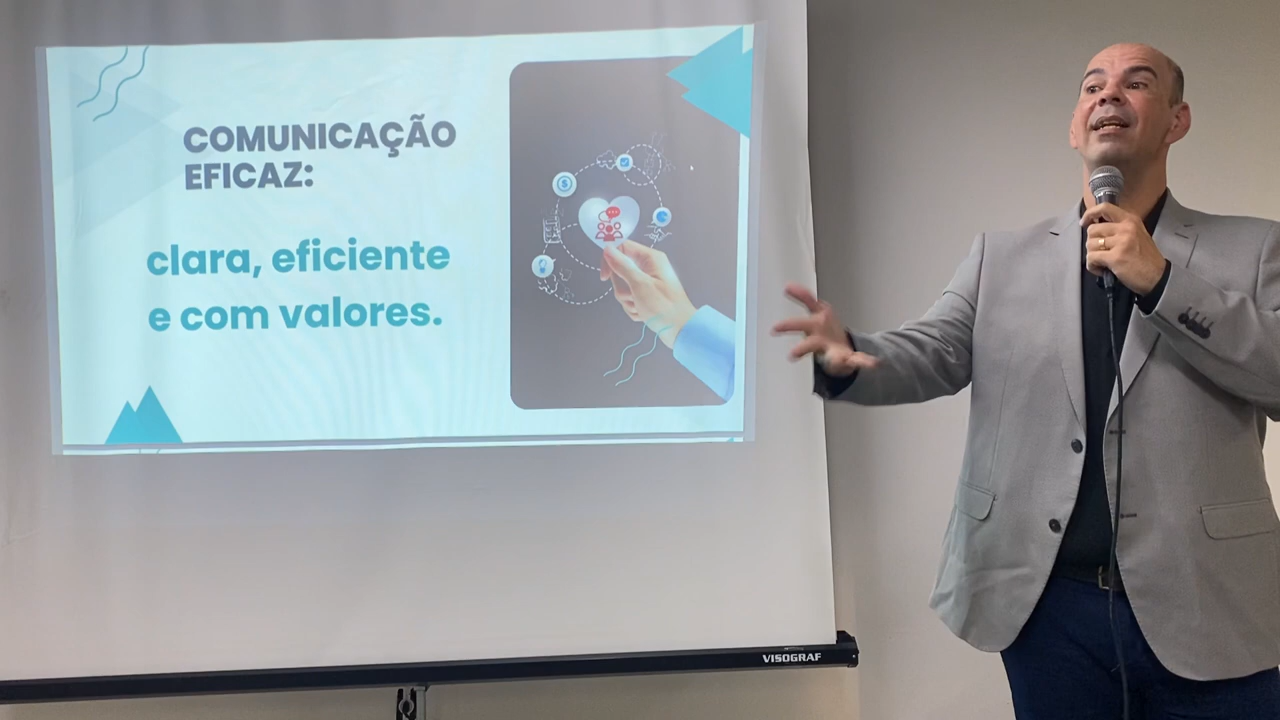 COMUNICAÇÃO
EFICAZ:
clara, eficiente
e com valores.
VISOGRAF